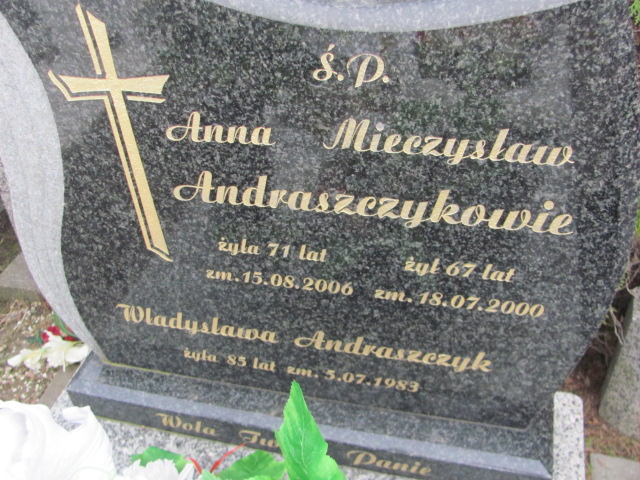 Ś.P.
Anna Mieczysław
Andraszczykowie
żyła 71 lat żył 67 lat
zm. 15.08.2006 zm. 18.07.2000
Władysława Andraszczyk
żyła 85 lat zm. 5.07.1983
Wola Panie